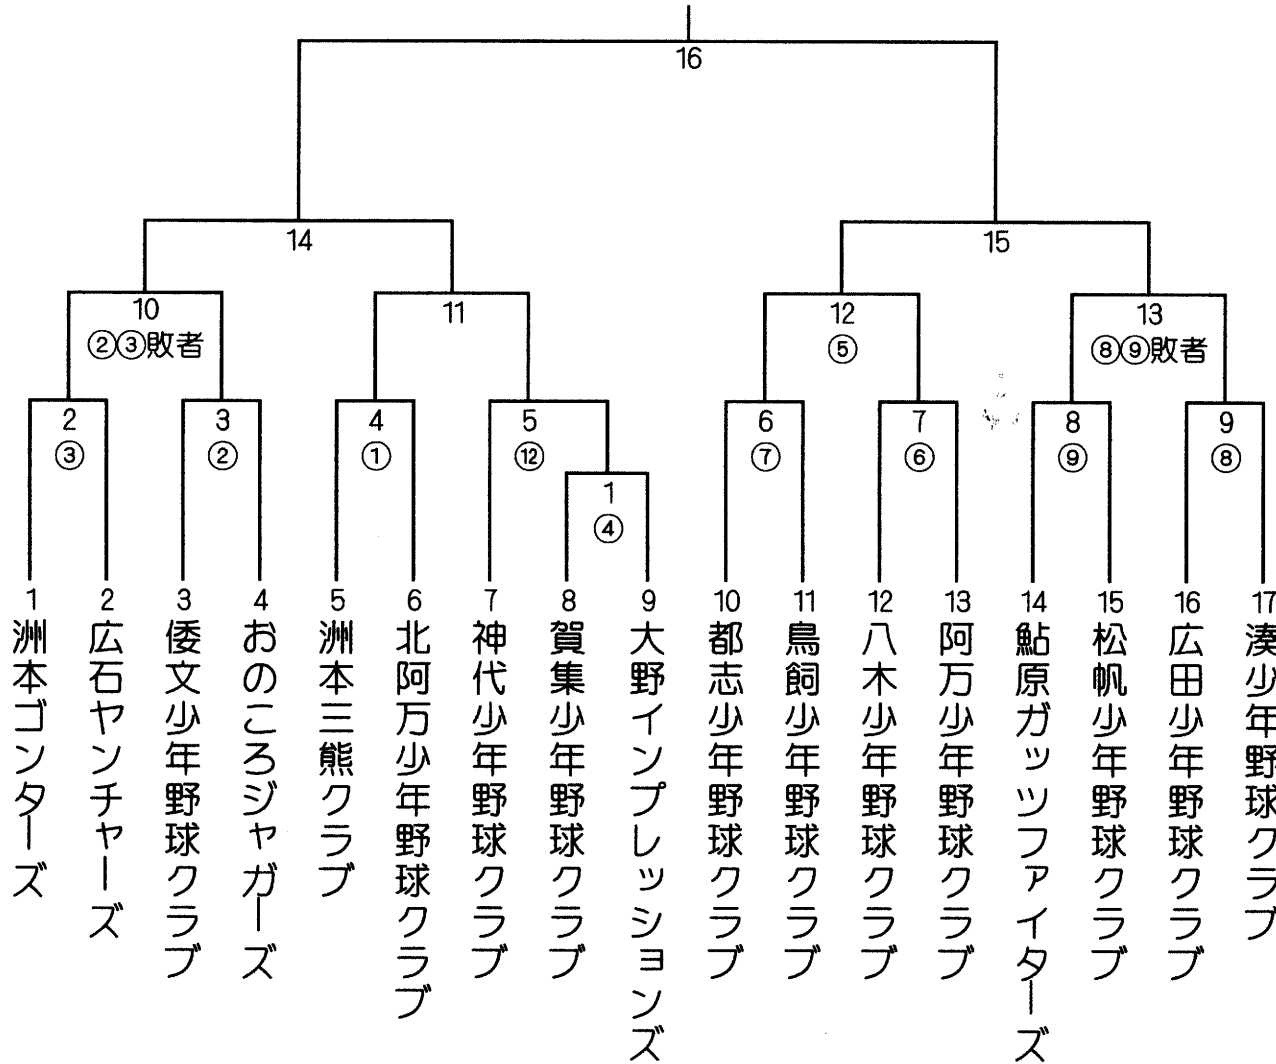 16
14
15
10
11
12
13
②③敗者
⑤
⑧⑨敗者
2
3
4
5
6
7
8
9
③
②
①
⑫
⑦
⑥
⑨
⑧
1
④
1
2
3
4
5
6
7
8
9
10
11
12
13
14
15
16
17
洲本ゴンターズ
広石ヤンチャーズ
倭文少年野球クラブ
おのころジャガーズ
洲本三熊クラブ
北阿万少年野球クラブ
神代少年野球クラブ
賀集少年野球クラブ
大野インプレッションズ
都志少年野球クラブ
鳥飼少年野球クラブ
八木少年野球クラブ
阿万少年野球クラブ
鮎原ガッツファイターズ
松帆少年野球クラブ
広田少年野球クラブ
湊少年野球クラブ